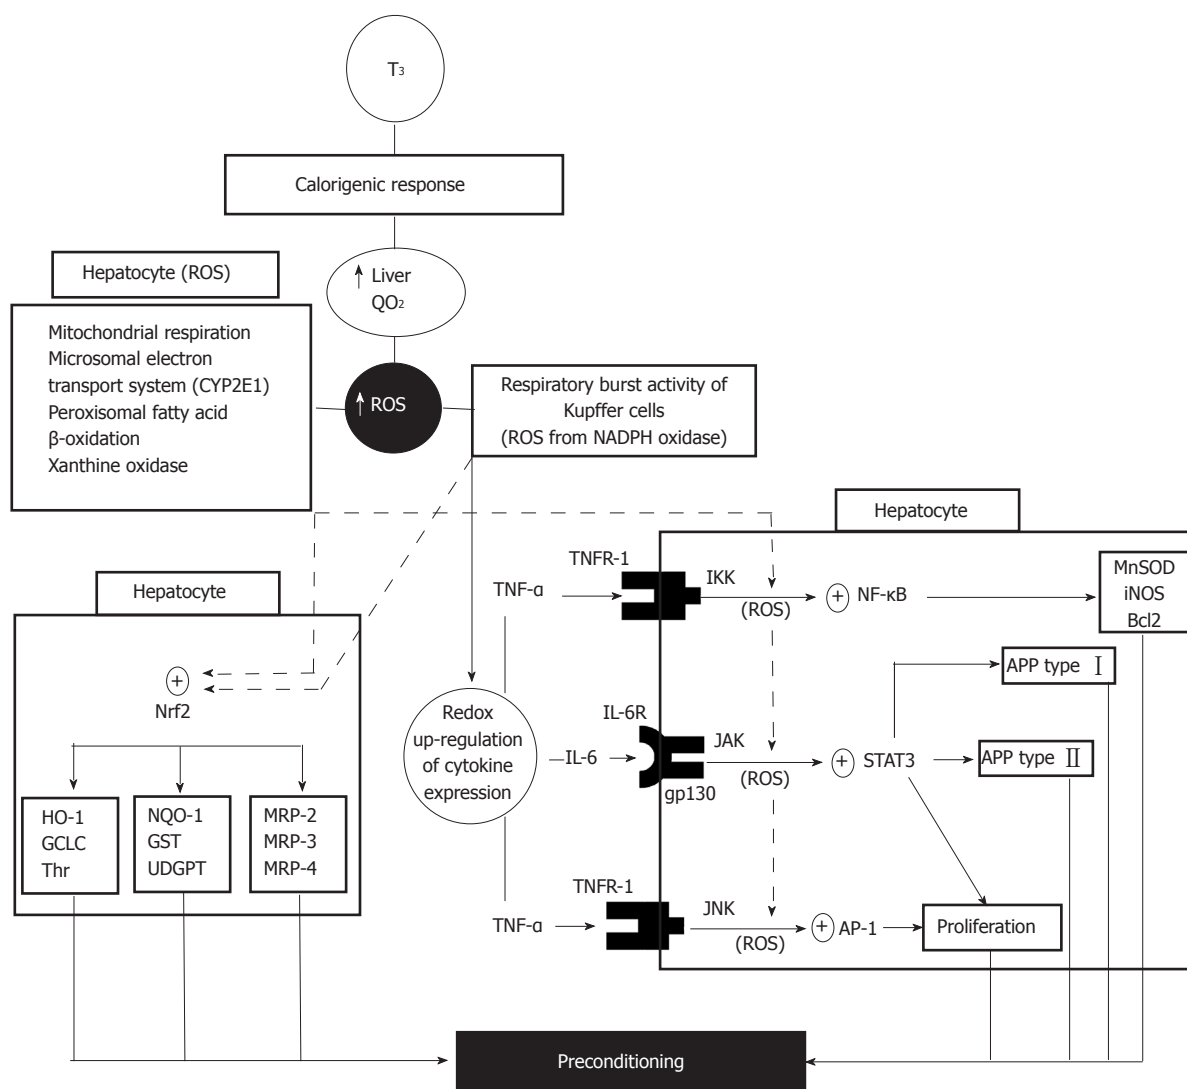 T3
Calorigenic response
↑ Liver
QO2
Hepatocyte (ROS)
Mitochondrial respiration
Microsomal electron
transport system (CYP2E1)
Peroxisomal fatty acid
β-oxidation
Xanthine oxidase
↑ ROS
Respiratory burst activity of
Kupffer cells
(ROS from NADPH oxidase)
Hepatocyte
+
Nrf2
HO-1
GCLC
Thr
NQO-1
GST
UDGPT
MRP-2
MRP-3
MRP-4
Redox
up-regulation
of cytokine
expression
Hepatocyte
TNF-α
TNFR-1
IKK
(ROS)
+ NF-κB
MnSOD
iNOS
Bcl2
IL-6
IL-6R
gp130
JAK
(ROS)
+ STAT3
APP type Ⅰ
APP type Ⅱ
TNF-α
TNFR-1
JNK
(ROS)
+ AP-1
Proliferation
Preconditioning